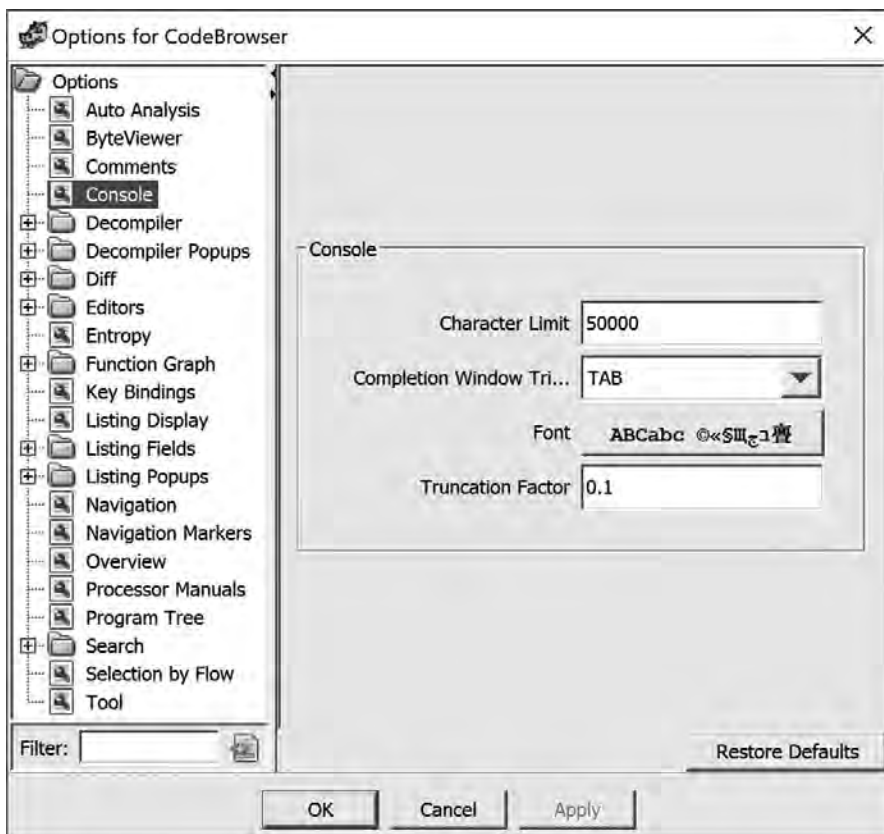 Options for CodeBrowser
Options
Auto Analysis
ByteViewer
Comments
Console
Decompiler
Decompiler Popups
Diff
Editors
Entropy
Function Graph
Key Bindings
Listing Display
Listing Fields
Listing Popups
Navigation
Navigation Markers
Overview
Processor Manuals
Program Tree
Search
Selection by Flow
Tool
Filter:
Console
Character Limit 50000
Completion Window Tri... TAB
Font ABCabc ©«§
Truncation Factor 0.1
Restore Defaults
OK Cancel Apply